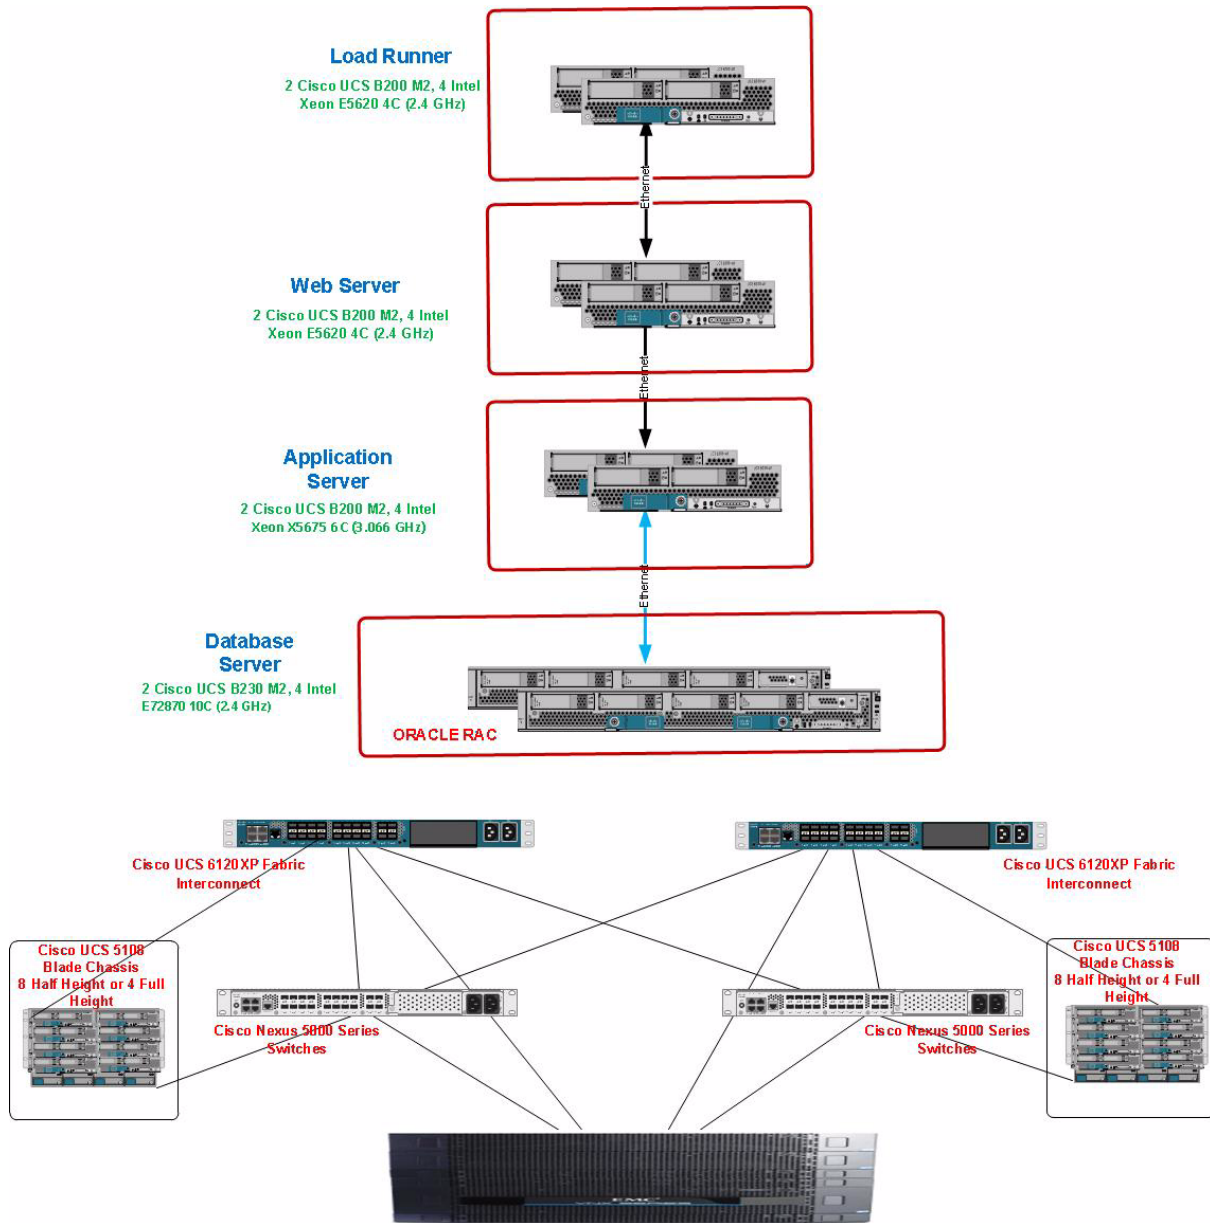 Load Runner
2 Cisco UCS B200 M2, 4 Intel
Xeon E5620 4C (2.4 GHz)
Ethernet
Web Server
2 Cisco UCS B200 M2, 4 Intel
Xeon E5620 4C (2.4 GHz)
Ethernet
Application
Server
2 Cisco UCS B200 M2, 4 Intel
Xeon X5675 6C (3.066 GHz)
Ethernet
Database
Server
2 Cisco UCS B230 M2, 4 Intel
E72870 10C (2.4 GHz)
ORACLE RAC
Cisco UCS 6120XP Fabric
Interconnect
Cisco UCS 6120XP Fabric
Interconnect
Cisco UCS 5108
Blade Chassis
8 Half Height or 4 Full
Height
Cisco UCS 5108
Blade Chassis
8 Half Height or 4 Full
Height
Cisco Nexus 5000 Series
Switches
Cisco Nexus 5000 Series
Switches
EMC